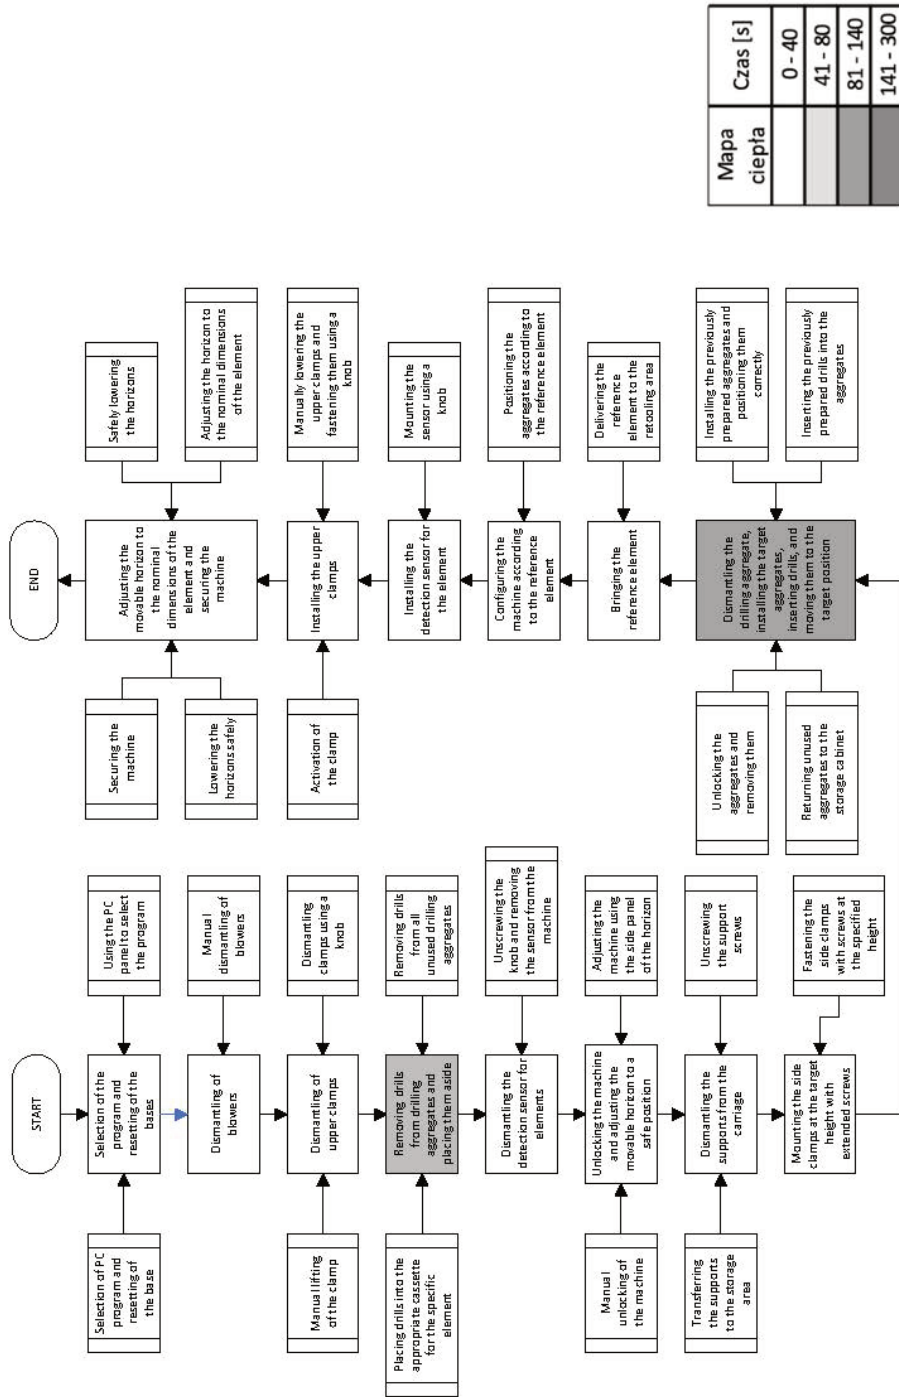 START
Selection of PC
program and
resetting of
the base
Selection of the
program and
resetting of the
bases
Using the PC
panel to select
the program
Dismantling of
blowers
Manual
dismantling of
blowers
Manual lifting
of the clamp
Dismantling of
upper clamps
Dismantling
clamps using a
knob
Placing drills into the
appropriate cassette
for the specific
element
Removing drills
from drilling
aggregates and
placing them aside
Removing drills
from all
unused drilling
aggregates
Dismantling the
detection sensor for
elements
Unscrewing the
knob and removing
the sensor from the
machine
Manual
unlocking of
the machine
Unlocking the machine
and adjusting the
movable horizon to a
safe position
Adjusting the
machine using
the side panel
of the horizon
Transferring
the supports
to the storage
area
Dismantling the
supports from the
carriage
Unscrewing
the support
screws
Mounting the side
clamps at the target
height with
extended screws
Fastening the
side clamps
with screws at
the specified
height
END
Securing the
machine
Lowering the
horizons safely
Adjusting the
movable horizon to
the nominal
dimensions of the
element and
securing the
machine
Safely lowering
the horizons
Adjusting the horizon to
the nominal dimensions
of the element
Activation of
the clamp
Installing the upper
clamps
Manually lowering the
upper clamps and
fastening them using a
knob
Installing the
detection sensor for
the element
Mounting the
sensor using a
knob
Configuring the
machine according
to the reference
element
Positioning the
aggregates according to
the reference element
Bringing the
reference element
Delivering the
reference
element to the
retooling area
Unlocking the
aggregates and
removing them
Returning unused
aggregates to the
storage cabinet
Dismantling the
drilling aggregate,
installing the target
aggregates,
inserting drills, and
moving them to the
target position
Installing the previously
prepared aggregates and
positioning them
correctly
Inserting the previously
prepared drills into the
aggregates
Mapa
ciepła
Czas [s]
0 - 40
41 - 80
81 - 140
141 - 300